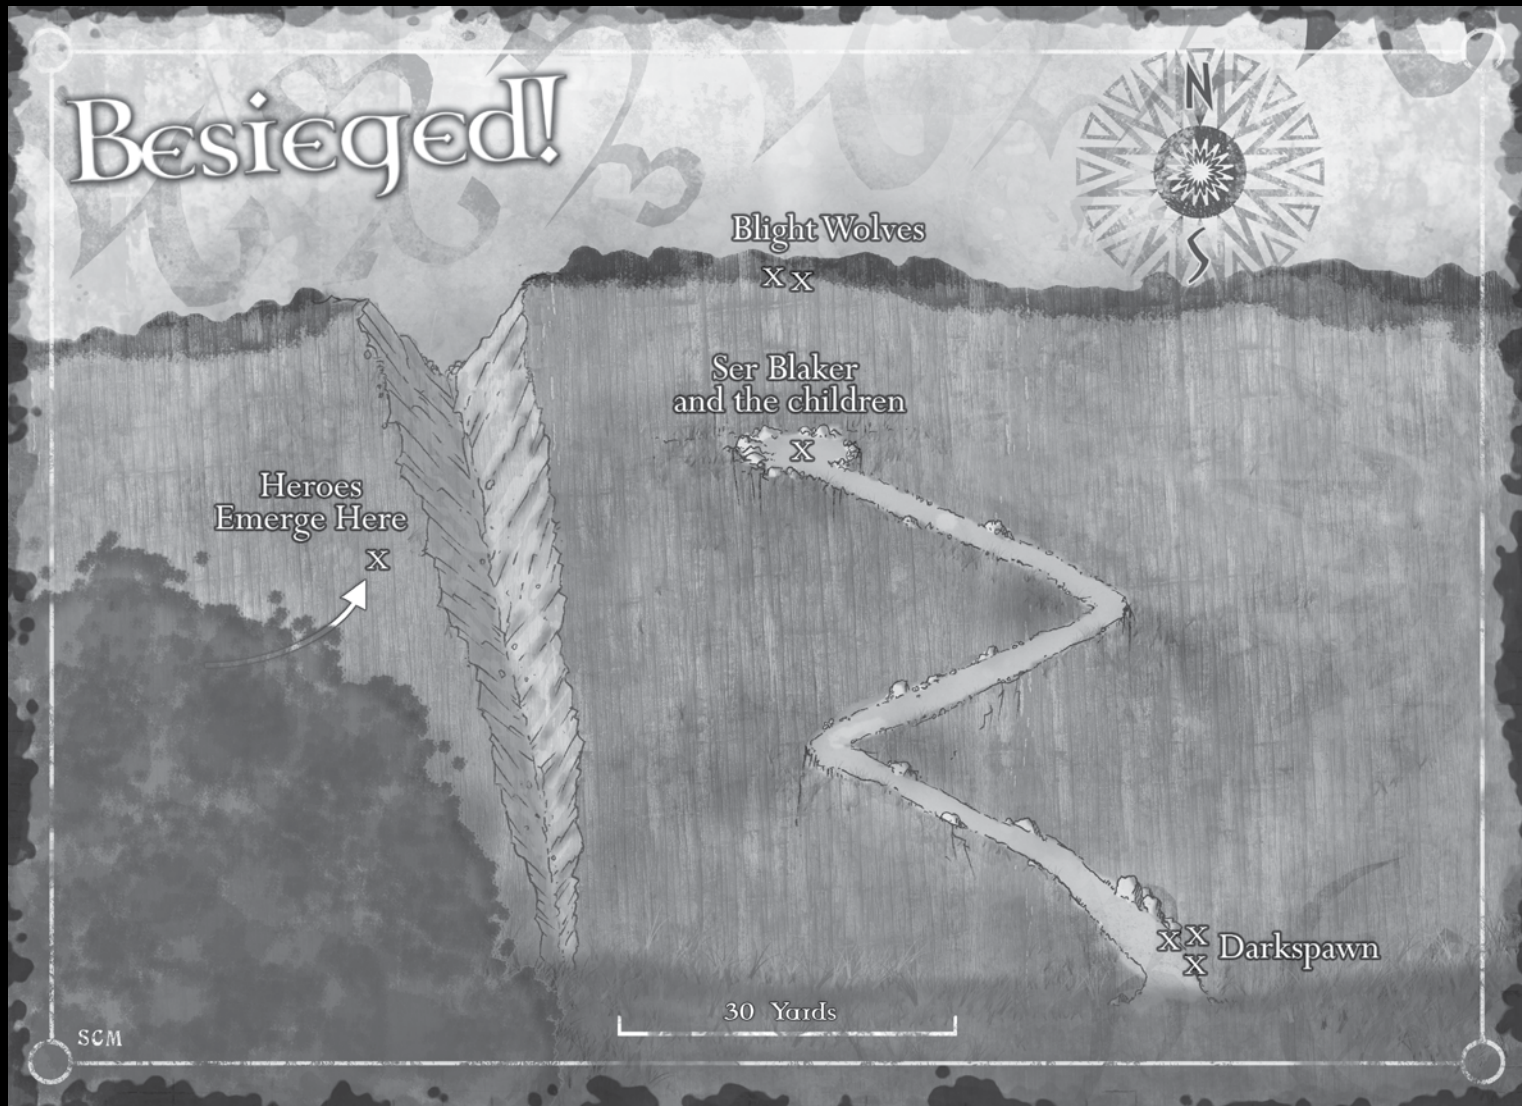 Besieged!
N
S
Blight Wolves
X X
Ser Blaker
and the children
X
Heroes
Emerge Here
X
X X
X
Darkspawn
30 Yards
SCM